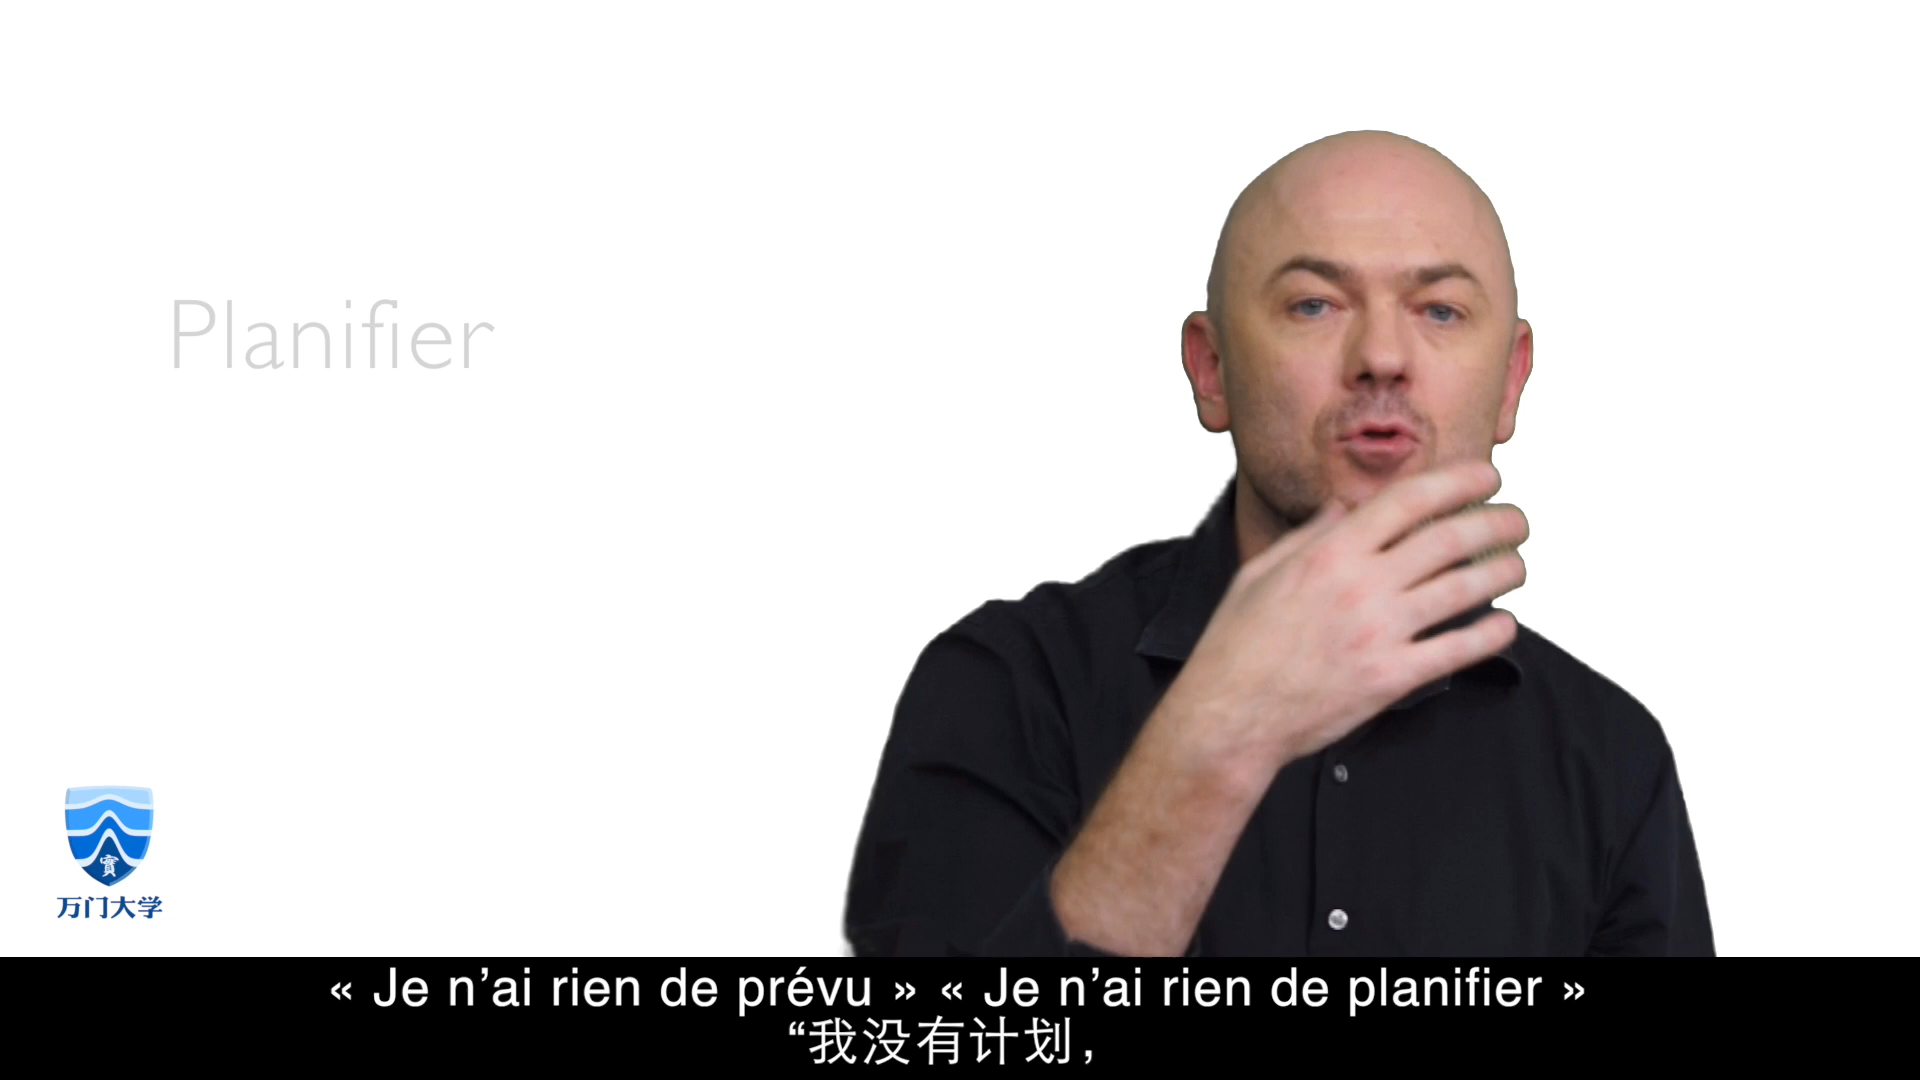 Planifier
寳
万门大学
« Je n’ai rien de prévu » « Je n’ai rien de planifier »
“我没有计划，